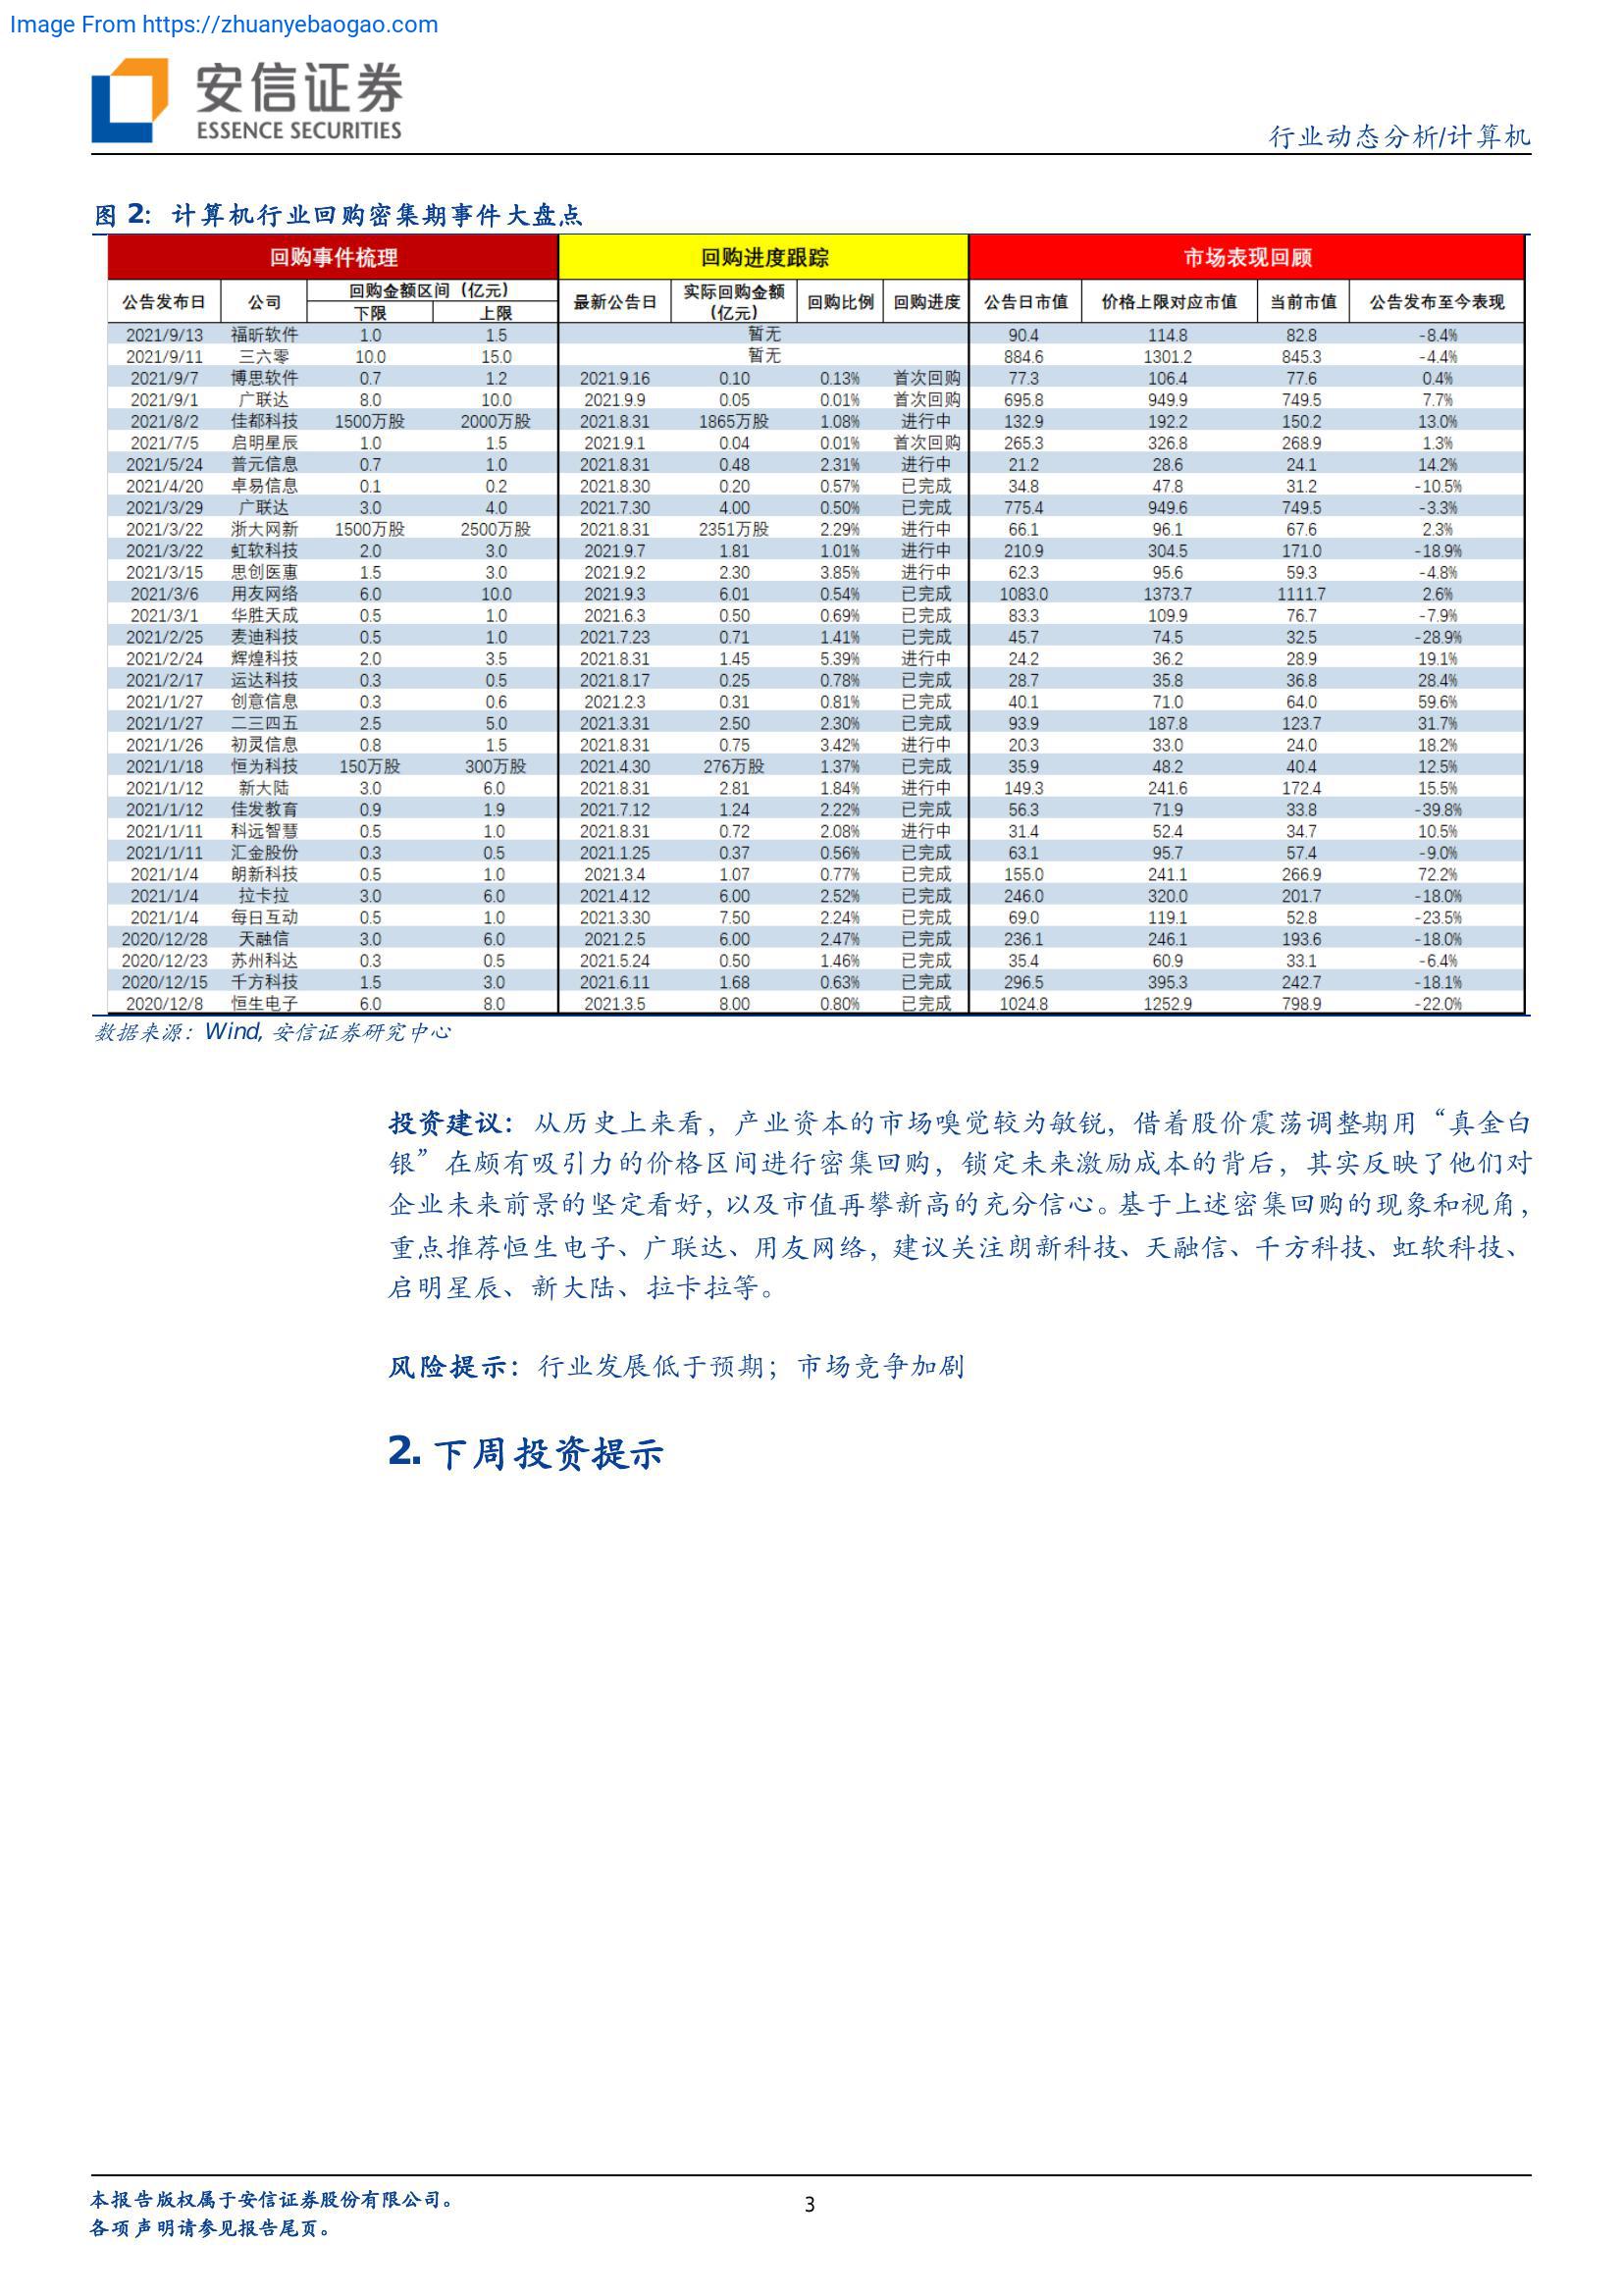 Image From https://zhuanyebaogao.com
安信证券
ESSENCE SECURITIES
行业动态分析/计算机
图 2: 计算机行业回购密集期事件大盘点
回购事件梳理 回购进度跟踪 市场表现回顾
公告发布日 公司 回购金额区间（亿元） 下限 上限 最新公告日 实际回购金额（亿元） 回购比例 回购进度 公告日市值 价格上限对应市值 当前市值 公告发布至今表现
2021/9/13 福昕软件 1.0 1.5 暂无 90.4 114.8 82.8 -8.4%
2021/9/11 三六零 10.0 15.0 暂无 884.6 1301.2 845.3 -4.4%
2021/9/7 博思软件 0.7 1.2 2021.9.16 0.10 0.13% 首次回购 77.3 106.4 77.6 0.4%
2021/9/1 广联达 8.0 10.0 2021.9.9 0.05 0.01% 首次回购 695.8 949.9 749.5 7.7%
2021/8/2 佳都科技 1500万股 2000万股 2021.8.31 1865万股 1.08% 进行中 132.9 192.2 150.2 13.0%
2021/7/5 启明星辰 1.0 1.5 2021.9.1 0.04 0.01% 首次回购 265.3 326.8 268.9 1.3%
2021/5/24 普元信息 0.7 1.0 2021.8.31 0.48 2.31% 进行中 21.2 28.6 24.1 14.2%
2021/4/20 卓易信息 0.1 0.2 2021.8.30 0.20 0.57% 已完成 34.8 47.8 31.2 -10.5%
2021/3/29 广联达 3.0 4.0 2021.7.30 4.00 0.50% 已完成 775.4 949.6 749.5 -3.3%
2021/3/22 浙大网新 1500万股 2500万股 2021.8.31 2351万股 2.29% 进行中 66.1 96.1 67.6 2.3%
2021/3/22 虹软科技 2.0 3.0 2021.9.7 1.81 1.01% 进行中 210.9 304.5 171.0 -18.9%
2021/3/15 思创医惠 1.5 3.0 2021.9.2 2.30 3.85% 进行中 62.3 95.6 59.3 -4.8%
2021/3/6 用友网络 6.0 10.0 2021.9.3 6.01 0.54% 已完成 1083.0 1373.7 1111.7 2.6%
2021/3/1 华胜天成 0.5 1.0 2021.6.3 0.50 0.69% 已完成 83.3 109.9 76.7 -7.9%
2021/2/25 麦迪科技 0.5 1.0 2021.7.23 0.71 1.41% 已完成 45.7 74.5 32.5 -28.9%
2021/2/24 辉煌科技 2.0 3.5 2021.8.31 1.45 5.39% 进行中 24.2 36.2 28.9 19.1%
2021/2/17 运达科技 0.3 0.5 2021.8.17 0.25 0.78% 已完成 28.7 35.8 36.8 28.4%
2021/1/27 创意信息 0.3 0.6 2021.2.3 0.31 0.81% 已完成 40.1 71.0 64.0 59.6%
2021/1/27 二三四五 2.5 5.0 2021.3.31 2.50 2.30% 已完成 93.9 187.8 123.7 31.7%
2021/1/26 初灵信息 0.8 1.5 2021.8.31 0.75 3.42% 进行中 20.3 33.0 24.0 18.2%
2021/1/18 恒为科技 150万股 300万股 2021.4.30 276万股 1.37% 已完成 35.9 48.2 40.4 12.5%
2021/1/12 新大陆 3.0 6.0 2021.8.31 2.81 1.84% 进行中 149.3 241.6 172.4 15.5%
2021/1/12 佳发教育 0.9 1.9 2021.7.12 1.24 2.22% 已完成 56.3 71.9 33.8 -39.8%
2021/1/11 科远智慧 0.5 1.0 2021.8.31 0.72 2.08% 进行中 31.4 52.4 34.7 10.5%
2021/1/11 汇金股份 0.3 0.5 2021.1.25 0.37 0.56% 已完成 63.1 95.7 57.4 -9.0%
2021/1/4 朗新科技 0.5 1.0 2021.3.4 1.07 0.77% 已完成 155.0 241.1 266.9 72.2%
2021/1/4 拉卡拉 3.0 6.0 2021.4.12 6.00 2.52% 已完成 246.0 320.0 201.7 -18.0%
2021/1/4 每日互动 0.5 1.0 2021.3.30 7.50 2.24% 已完成 69.0 119.1 52.8 -23.5%
2020/12/28 天融信 3.0 6.0 2021.2.5 6.00 2.47% 已完成 236.1 246.1 193.6 -18.0%
2020/12/23 苏州科达 0.3 0.5 2021.5.24 0.50 1.46% 已完成 35.4 60.9 33.1 -6.4%
2020/12/15 千方科技 1.5 3.0 2021.6.11 1.68 0.63% 已完成 296.5 395.3 242.7 -18.1%
2020/12/8 恒生电子 6.0 8.0 2021.3.5 8.00 0.80% 已完成 1024.8 1252.9 798.9 -22.0%
数据来源：Wind, 安信证券研究中心
投资建议：从历史上来看，产业资本的市场嗅觉较为敏锐，借着股价震荡调整期用“真金白
银”在颇有吸引力的价格区间进行密集回购，锁定未来激励成本的背后，其实反映了他们对
企业未来前景的坚定看好，以及市值再攀新高的充分信心。基于上述密集回购的现象和视角，
重点推荐恒生电子、广联达、用友网络，建议关注朗新科技、天融信、千方科技、虹软科技、
启明星辰、新大陆、拉卡拉等。
风险提示：行业发展低于预期；市场竞争加剧
2. 下周投资提示
本报告版权属于安信证券股份有限公司。
3
各项声明请参见报告尾页。